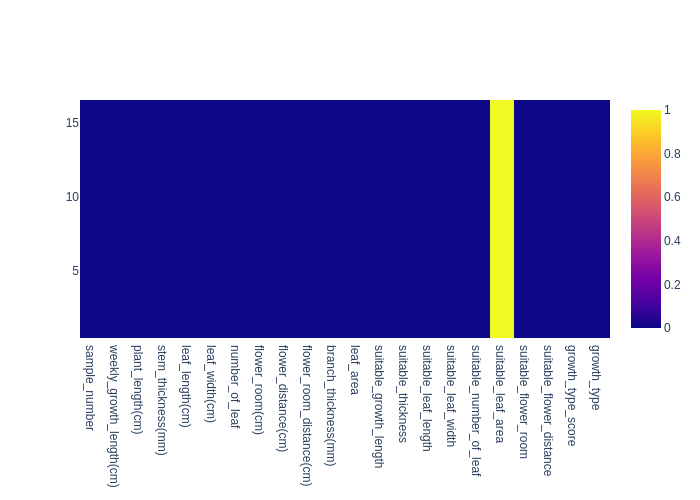 15
10
5
1
0.8
0.6
0.4
0.2
0
sample_number
weekly_growth_length(cm)
plant_length(cm)
stem_thickness(mm)
leaf_length(cm)
leaf_width(cm)
number_of_leaf
flower_room(cm)
flower_distance(cm)
flower_room_distance(cm)
branch_thickness(mm)
leaf_area
suitable_growth_length
suitable_thickness
suitable_leaf_length
suitable_leaf_width
suitable_number_of_leaf
suitable_leaf_area
suitable_flower_room
suitable_flower_distance
growth_type_score
growth_type